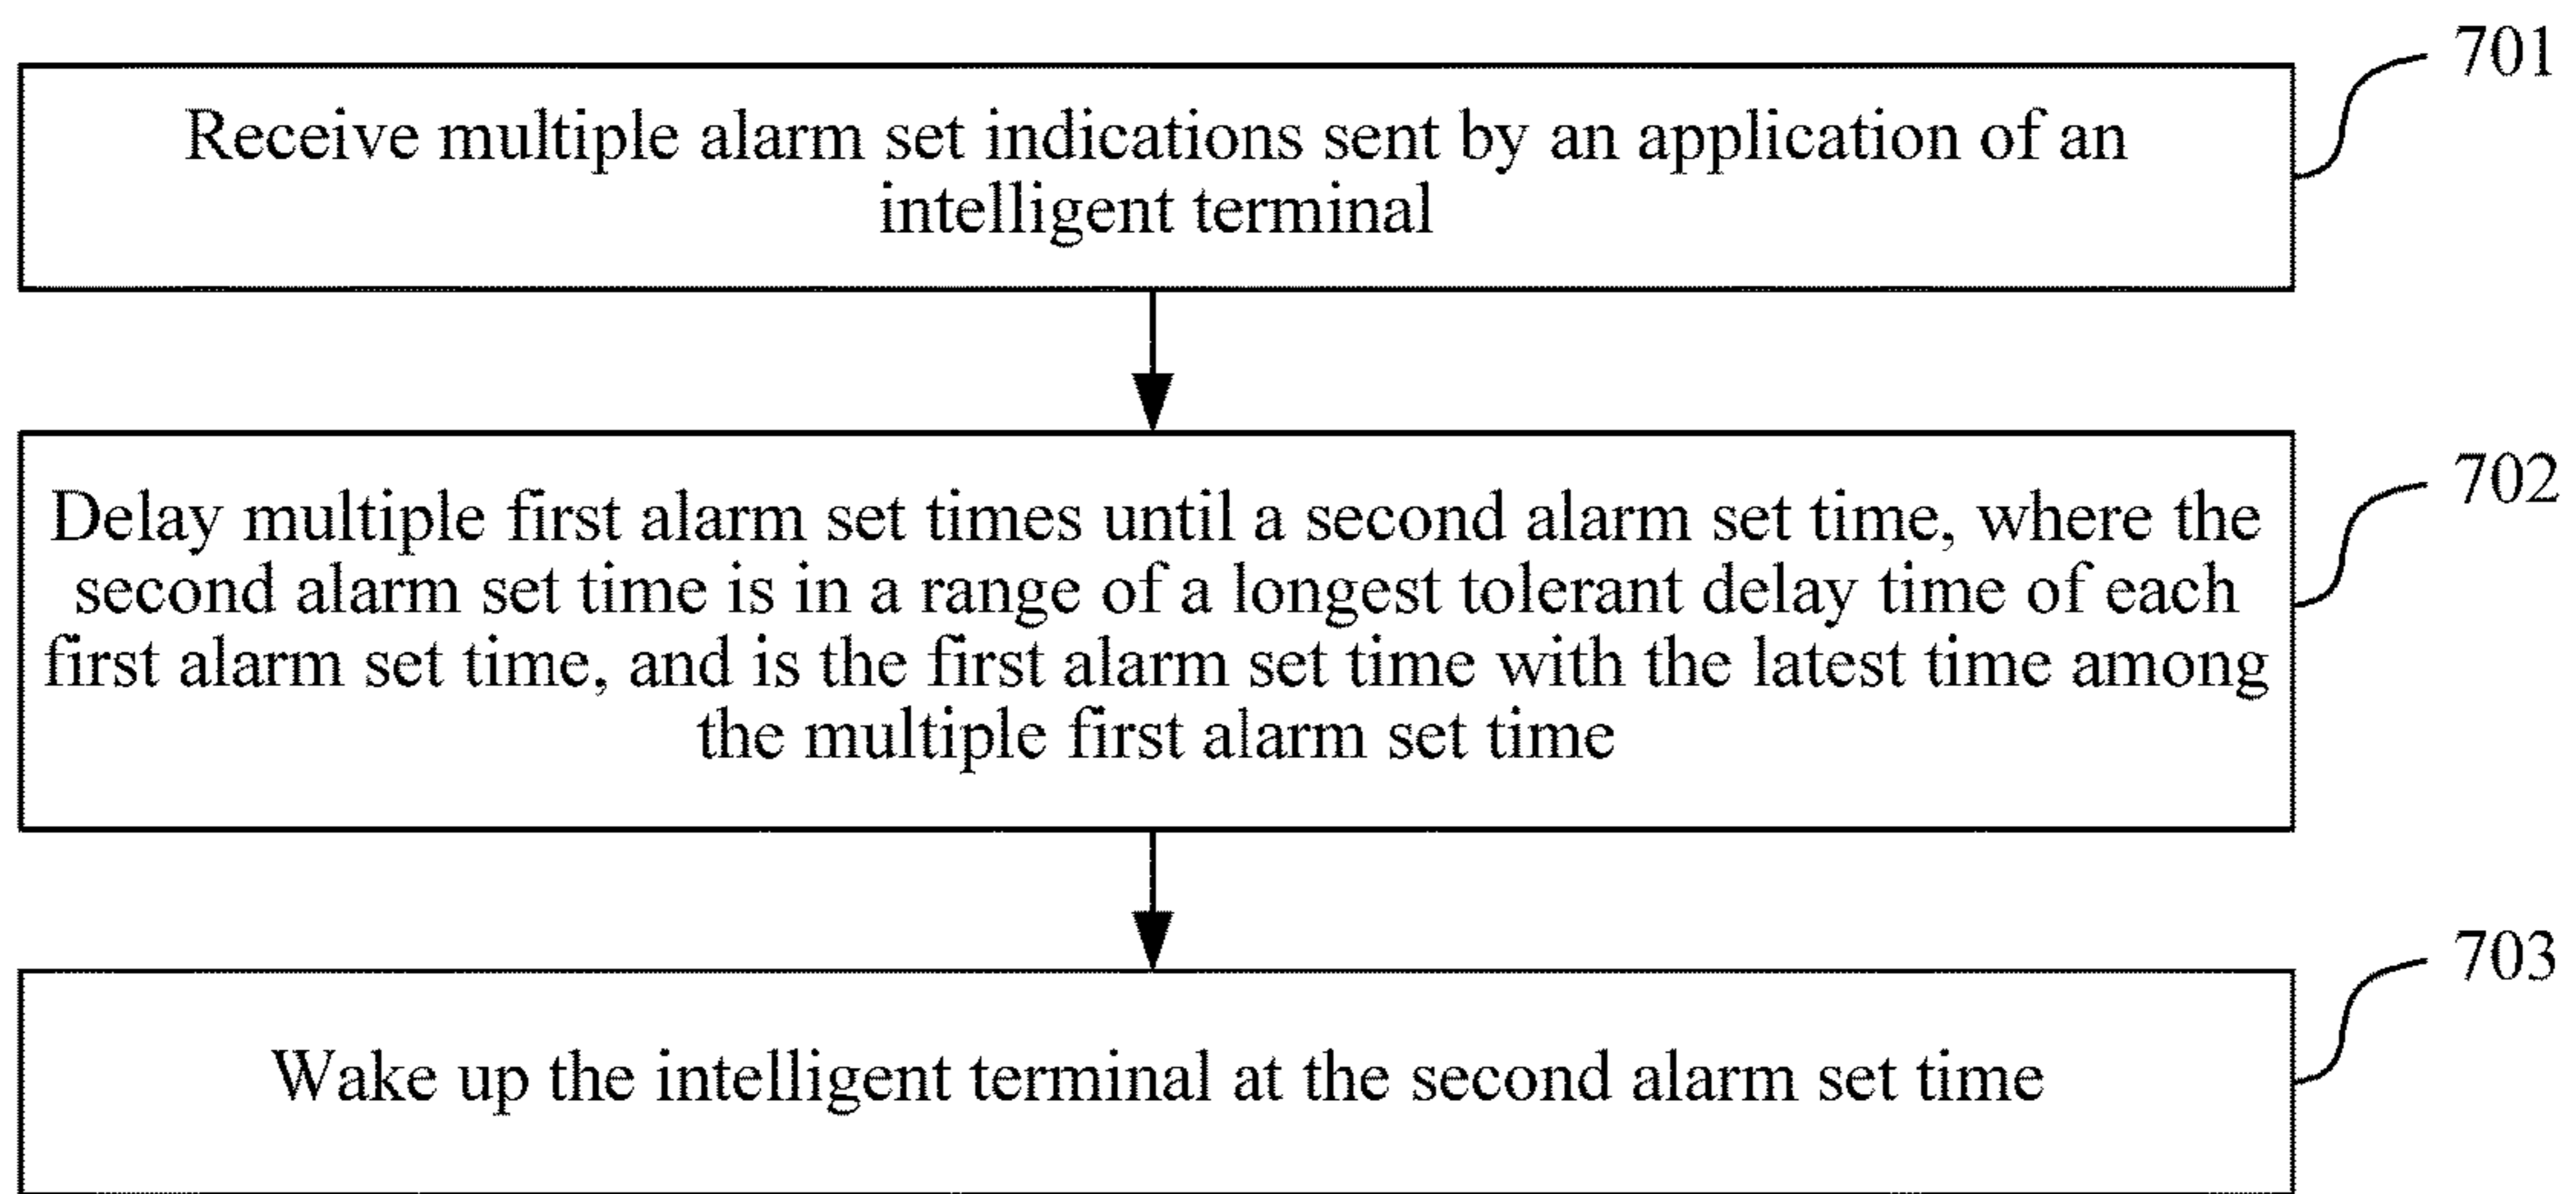 701
Receive multiple alarm set indications sent by an application of an
intelligent terminal
702
Delay multiple first alarm set times until a second alarm set time, where the
second alarm set time is in a range of a longest tolerant delay time of each
first alarm set time, and is the first alarm set time with the latest time among
the multiple first alarm set time
703
Wake up the intelligent terminal at the second alarm set time